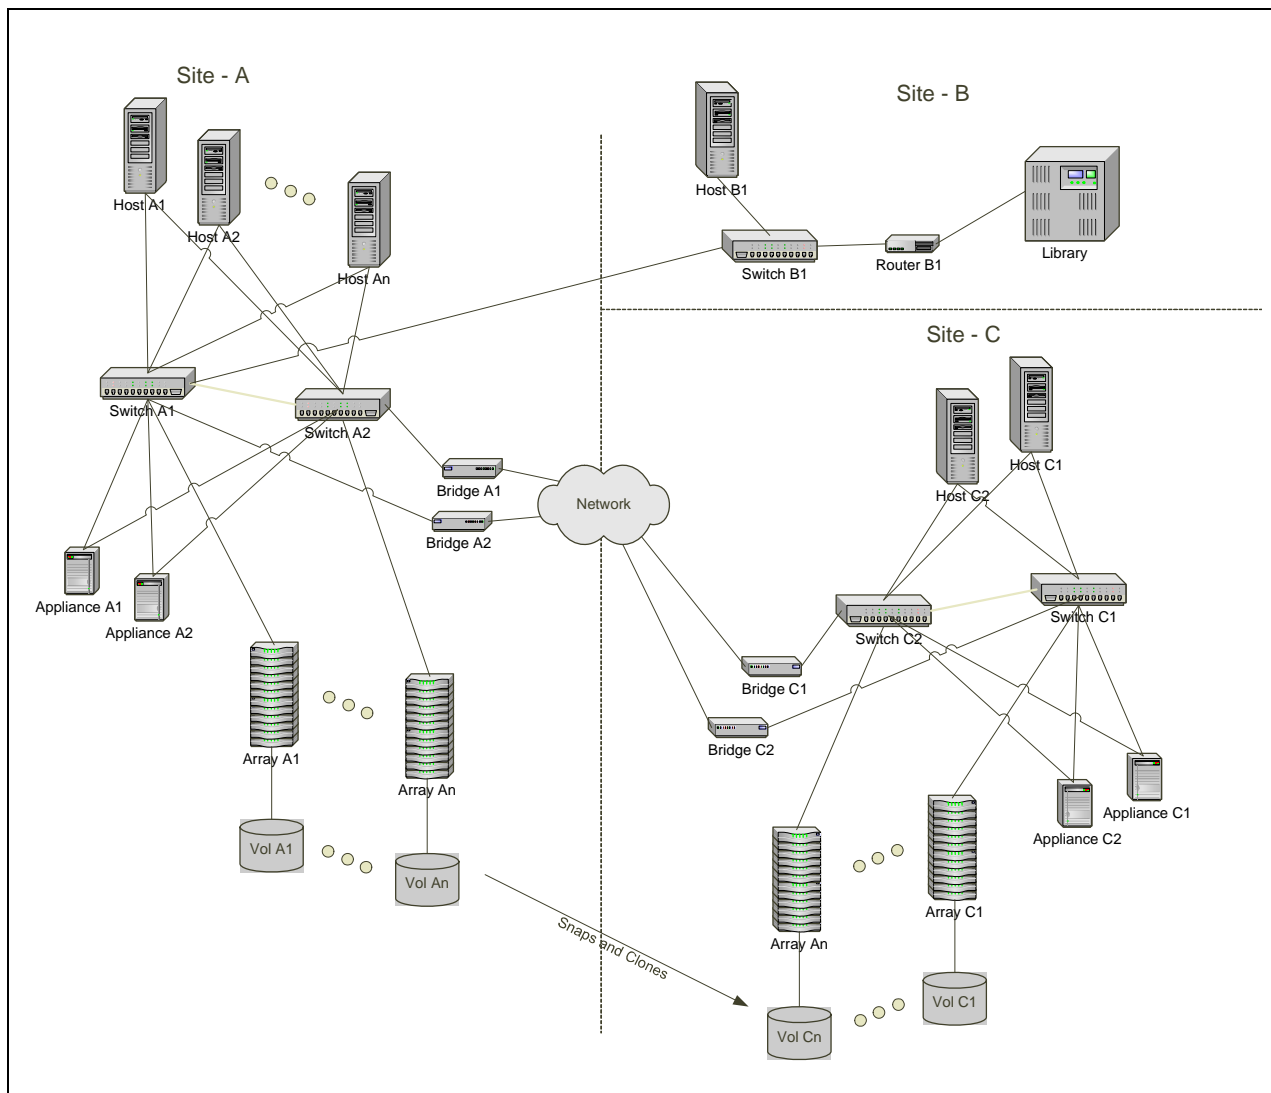 Site - A
Site - B
Host A1
Host A2
Host An
Host B1
Switch B1
Router B1
Library
Site - C
Switch A1
Switch A2
Bridge A1
Bridge A2
Network
Host C1
Host C2
Appliance A1
Appliance A2
Switch C1
Switch C2
Bridge C1
Bridge C2
Array A1
Array An
Vol A1
Vol An
Appliance C1
Appliance C2
Snaps and Clones
Array C1
Array An
Vol C1
Vol Cn